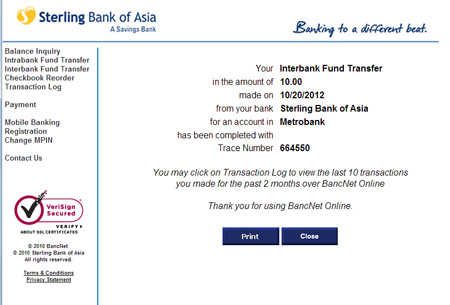 Sterling Bank of Asia
A Savings Bank
Banking to a different beat.
Balance Inquiry
Intrabank Fund Transfer
Interbank Fund Transfer
Checkbook Reorder
Transaction Log
Payment
Mobile Banking
Registration
Change MPIN
Contact Us
VeriSign
Secured
VERIFY
ABOUT SSL CERTIFICATES
© 2010 BancNet
© 2010 Sterling Bank of Asia
All rights reserved.
Terms & Conditions
Privacy Statement
Your Interbank Fund Transfer
in the amount of 10.00
made on 10/20/2012
from your bank Sterling Bank of Asia
for an account in Metrobank
has been completed with
Trace Number 664550
You may click on Transaction Log to view the last 10 transactions
you made for the past 2 months over BancNet Online
Thank you for using BancNet Online.
Print Close